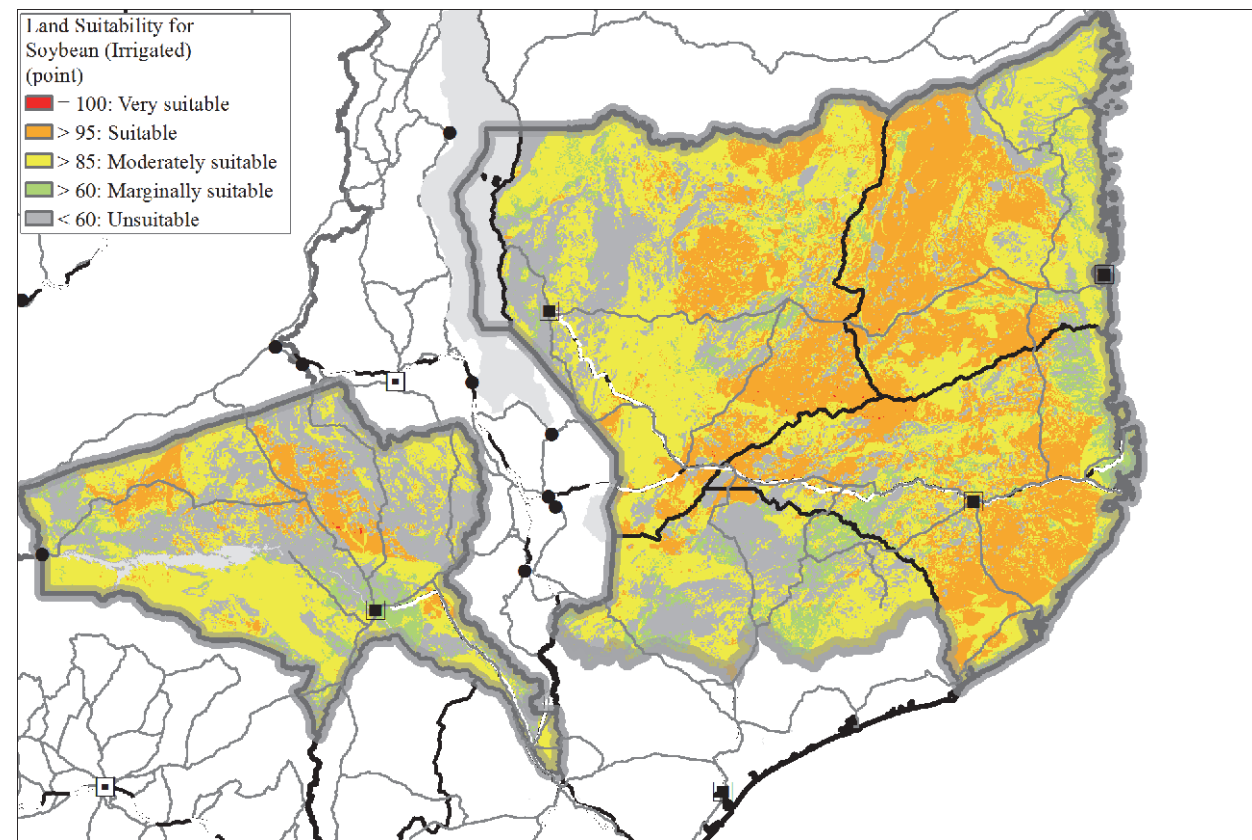 Land Suitability for
Soybean (Irrigated)
(point)
= 100: Very suitable
> 95: Suitable
> 85: Moderately suitable
> 60: Marginally suitable
< 60: Unsuitable